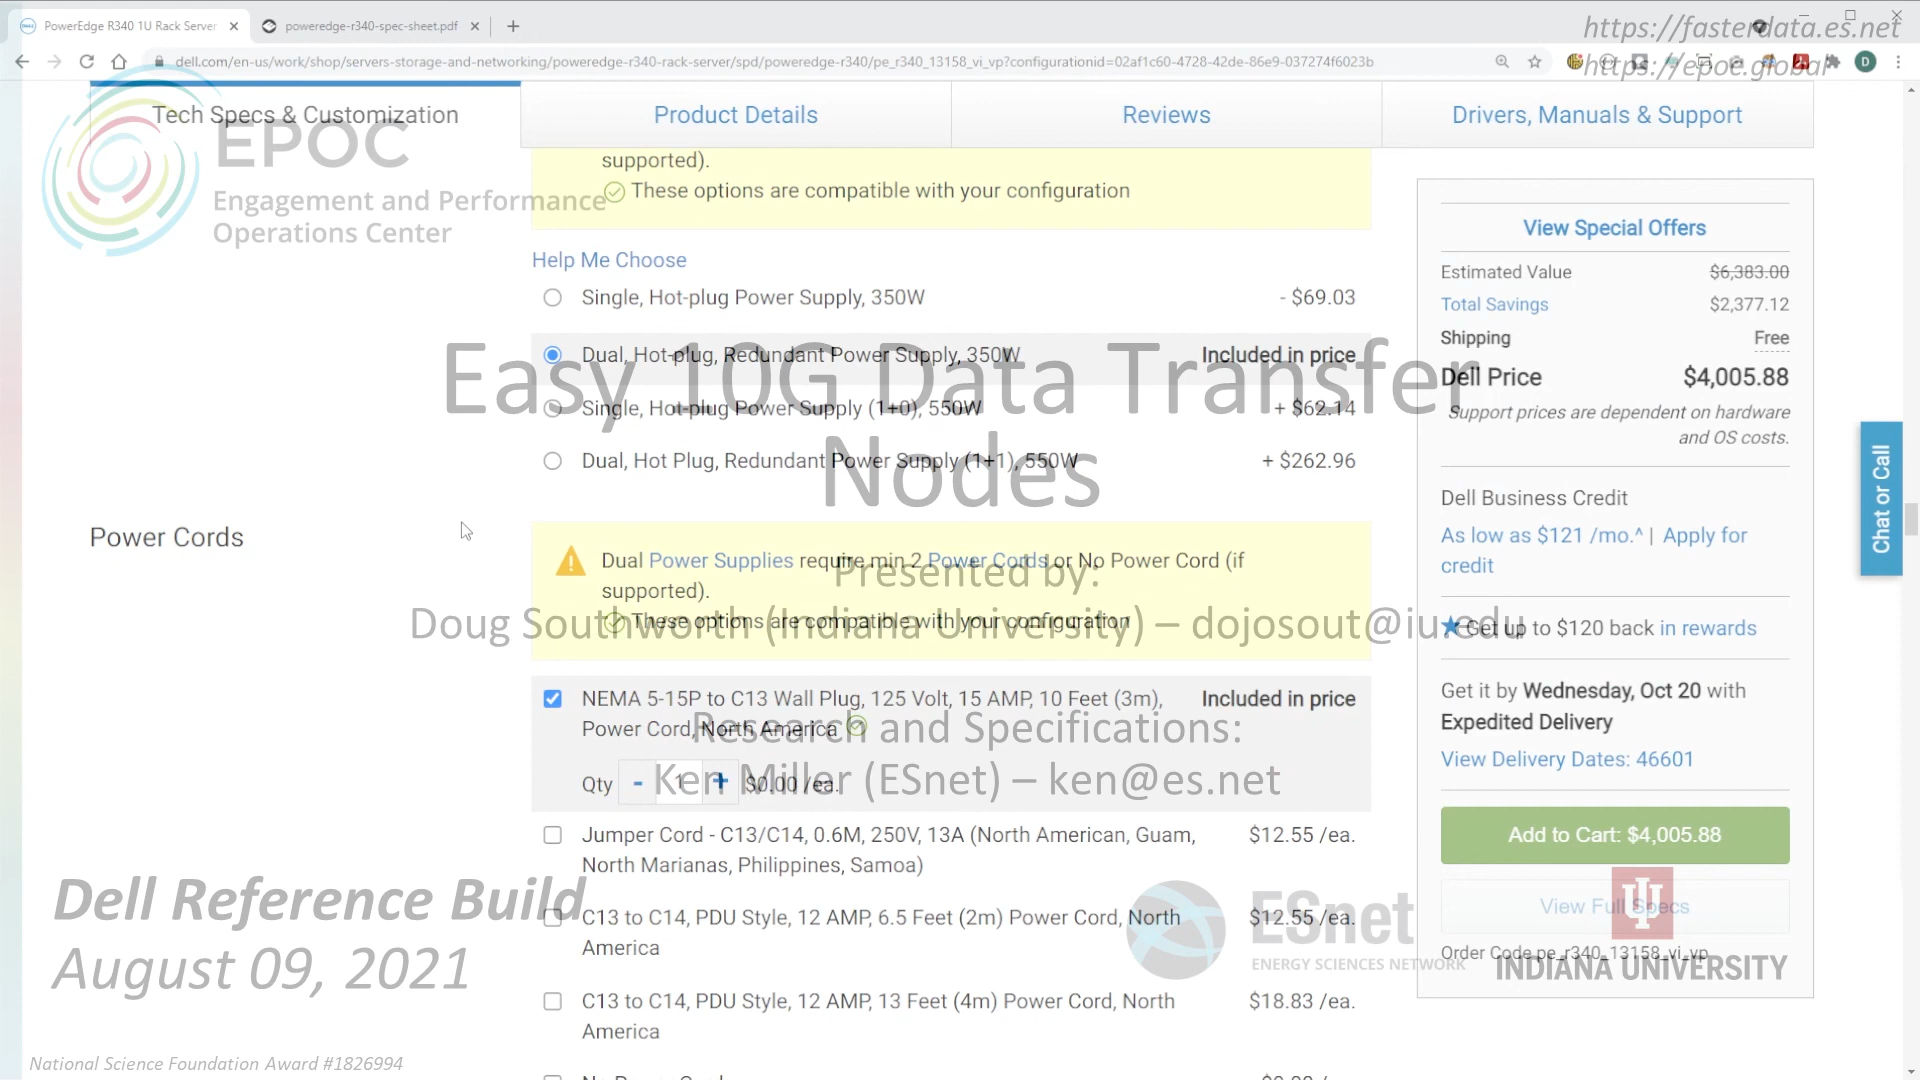 PowerEdge R340 1U Rack Server
poweredge-r340-spec-sheet.pdf
https://fasterdata.es.net
https://epoc.global
dell.com/en-us/work/shop/servers-storage-and-networking/poweredge-r340-rack-server/spd/poweredge-r340/pe_r340_13158_vi_vp?configurationid=02af1c60-4728-42de-86e9-037274f6023b
D
Tech Specs & Customization
Product Details
Reviews
Drivers, Manuals & Support
EPOC
Engagement and Performance
Operations Center
supported).
These options are compatible with your configuration
Help Me Choose
Single, Hot-plug Power Supply, 350W - $69.03
Dual, Hot-plug, Redundant Power Supply, 350W Included in price
Single, Hot-plug Power Supply (1+0), 550W + $62.14
Dual, Hot Plug, Redundant Power Supply (1+1), 550W + $262.96
Easy 10G Data Transfer
Nodes
Power Cords
Dual Power Supplies require min 2 Power Cords or No Power Cord (if
supported).
These options are compatible with your configuration
Presented by:
Doug Southworth (Indiana University) – dojosout@iu.edu
NEMA 5-15P to C13 Wall Plug, 125 Volt, 15 AMP, 10 Feet (3m), Included in price
Power Cord, North America
Qty - 1 + $0.00 /ea.
Research and Specifications:
Ken Miller (ESnet) – ken@es.net
Jumper Cord - C13/C14, 0.6M, 250V, 13A (North American, Guam, $12.55 /ea.
North Marianas, Philippines, Samoa)
C13 to C14, PDU Style, 12 AMP, 6.5 Feet (2m) Power Cord, North $12.55 /ea.
America
C13 to C14, PDU Style, 12 AMP, 13 Feet (4m) Power Cord, North $18.83 /ea.
America
View Special Offers
Estimated Value $6,383.00
Total Savings $2,377.12
Shipping Free
Dell Price $4,005.88
Support prices are dependent on hardware
and OS costs.
Dell Business Credit
As low as $121 /mo.^ | Apply for
credit
Get up to $120 back in rewards
Get it by Wednesday, Oct 20 with
Expedited Delivery
View Delivery Dates: 46601
Add to Cart: $4,005.88
View Full Specs
Order Code pe_r340_13158_vi_vp
Chat or Call
Dell Reference Build
August 09, 2021
ESnet
ENERGY SCIENCES NETWORK
INDIANA UNIVERSITY
National Science Foundation Award #1826994